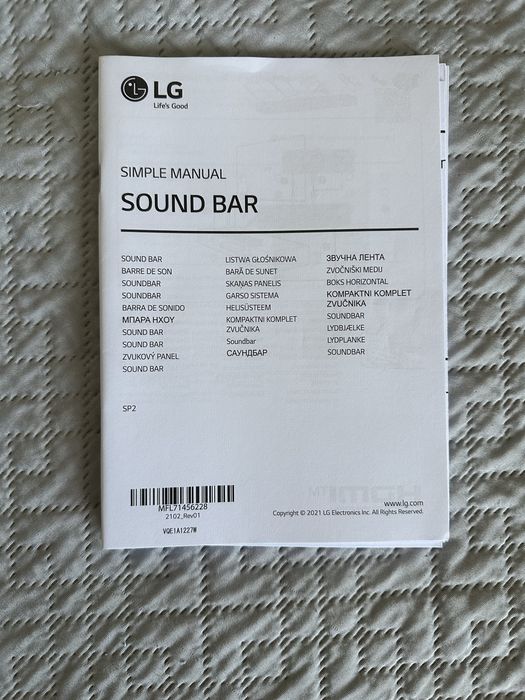 LG
Life's Good
SIMPLE MANUAL
SOUND BAR
SOUND BAR
BARRE DE SON
SOUNDBAR
SOUNDBAR
BARRA DE SONIDO
ΜΠΑΡΑ ΗΧΟΥ
SOUND BAR
SOUND BAR
ZVUKOVÝ PANEL
SOUND BAR
LISTWA GŁOŚNIKOWA
BARĂ DE SUNET
SKAŅAS PANELIS
GARSO SISTEMA
HELISÜSTEEM
KOMPAKTNI KOMPLET
ZVUČNIKA
Soundbar
САУНДБАР
ЗВУЧНА ЛЕНТА
ZVOČNIŠKI MEDIJ
BOKS HORIZONTAL
KOMPAKTNI KOMPLET
ZVUČNIKA
SOUNDBAR
LYDBJÆLKE
LYDPLANKE
SOUNDBAR
SP2
MFL71456228
2102_Rev01
VQE1A1227W
www.lg.com
Copyright © 2021 LG Electronics Inc. All Rights Reserved.